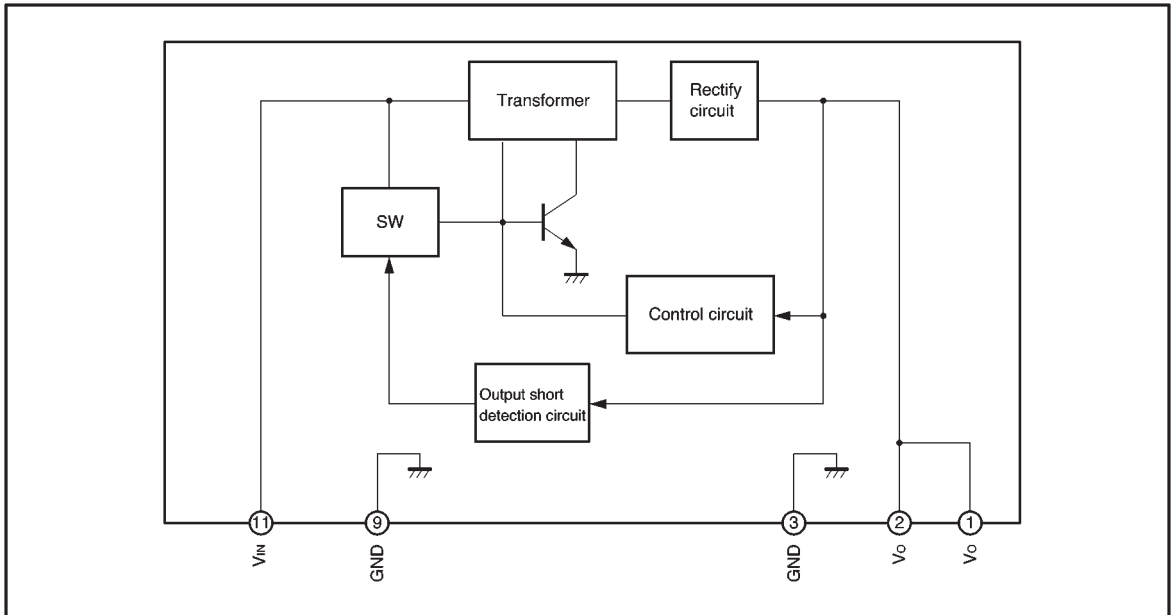 Transformer
Rectify
circuit
SW
Control circuit
Output short
detection circuit
11
9
3
2
1
VIN
GND
GND
VO
VO